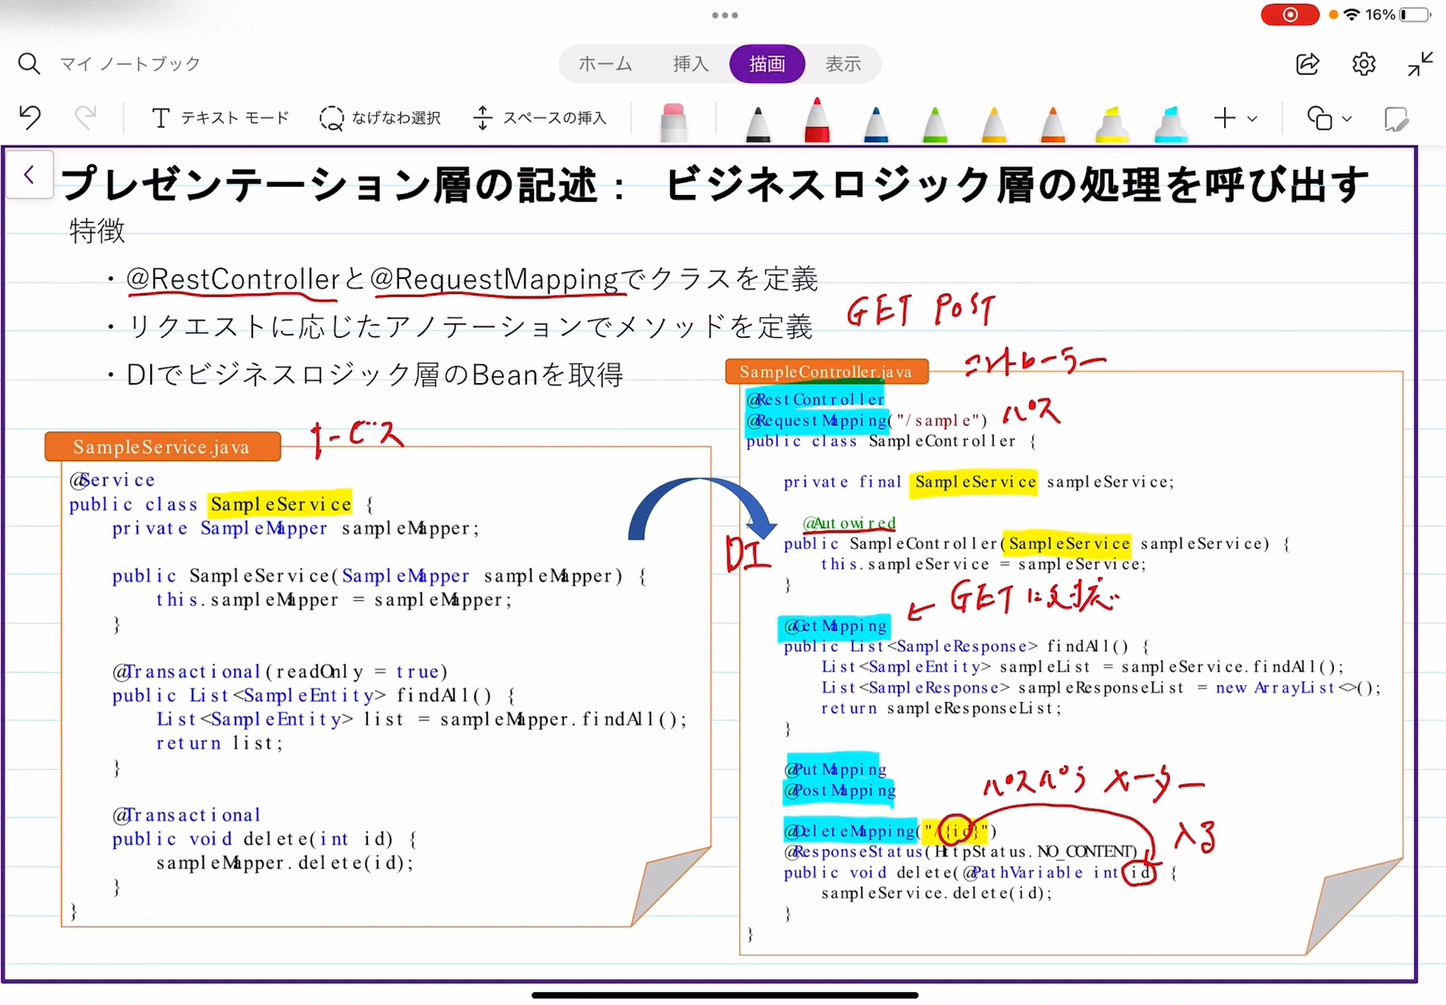 16%
マイ ノートブック
ホーム 挿入 描画 表示
テキスト モード なげなわ選択 スペースの挿入
プレゼンテーション層の記述： ビジネスロジック層の処理を呼び出す
特徴
・@RestControllerと@RequestMappingでクラスを定義
・リクエストに応じたアノテーションでメソッドを定義
GET POST
・DIでビジネスロジック層のBeanを取得
サービス
SampleService.java
@Service
public class SampleService {
private SampleMapper sampleMapper;
public SampleService(SampleMapper sampleMapper) {
this.sampleMapper = sampleMapper;
}
@Transactional(readOnly = true)
public List<SampleEntity> findAll() {
List<SampleEntity> list = sampleMapper.findAll();
return list;
}
@Transactional
public void delete(int id) {
sampleMapper.delete(id);
}
}
コントローラー
SampleController.java
@RestController
@RequestMapping("/sample") パス
public class SampleController {
private final SampleService sampleService;
@Autowired
DI
public SampleController(SampleService sampleService) {
this.sampleService = sampleService;
}
GETに対応
@GetMapping
public List<SampleResponse> findAll() {
List<SampleEntity> sampleList = sampleService.findAll();
List<SampleResponse> sampleResponseList = new ArrayList<>();
return sampleResponseList;
}
@PutMapping
@PostMapping
パスパラメーター
@DeleteMapping("/{id}")
入る
@ResponseStatus(HttpStatus.NO_CONTENT)
public void delete(@PathVariable int id) {
sampleService.delete(id);
}
}